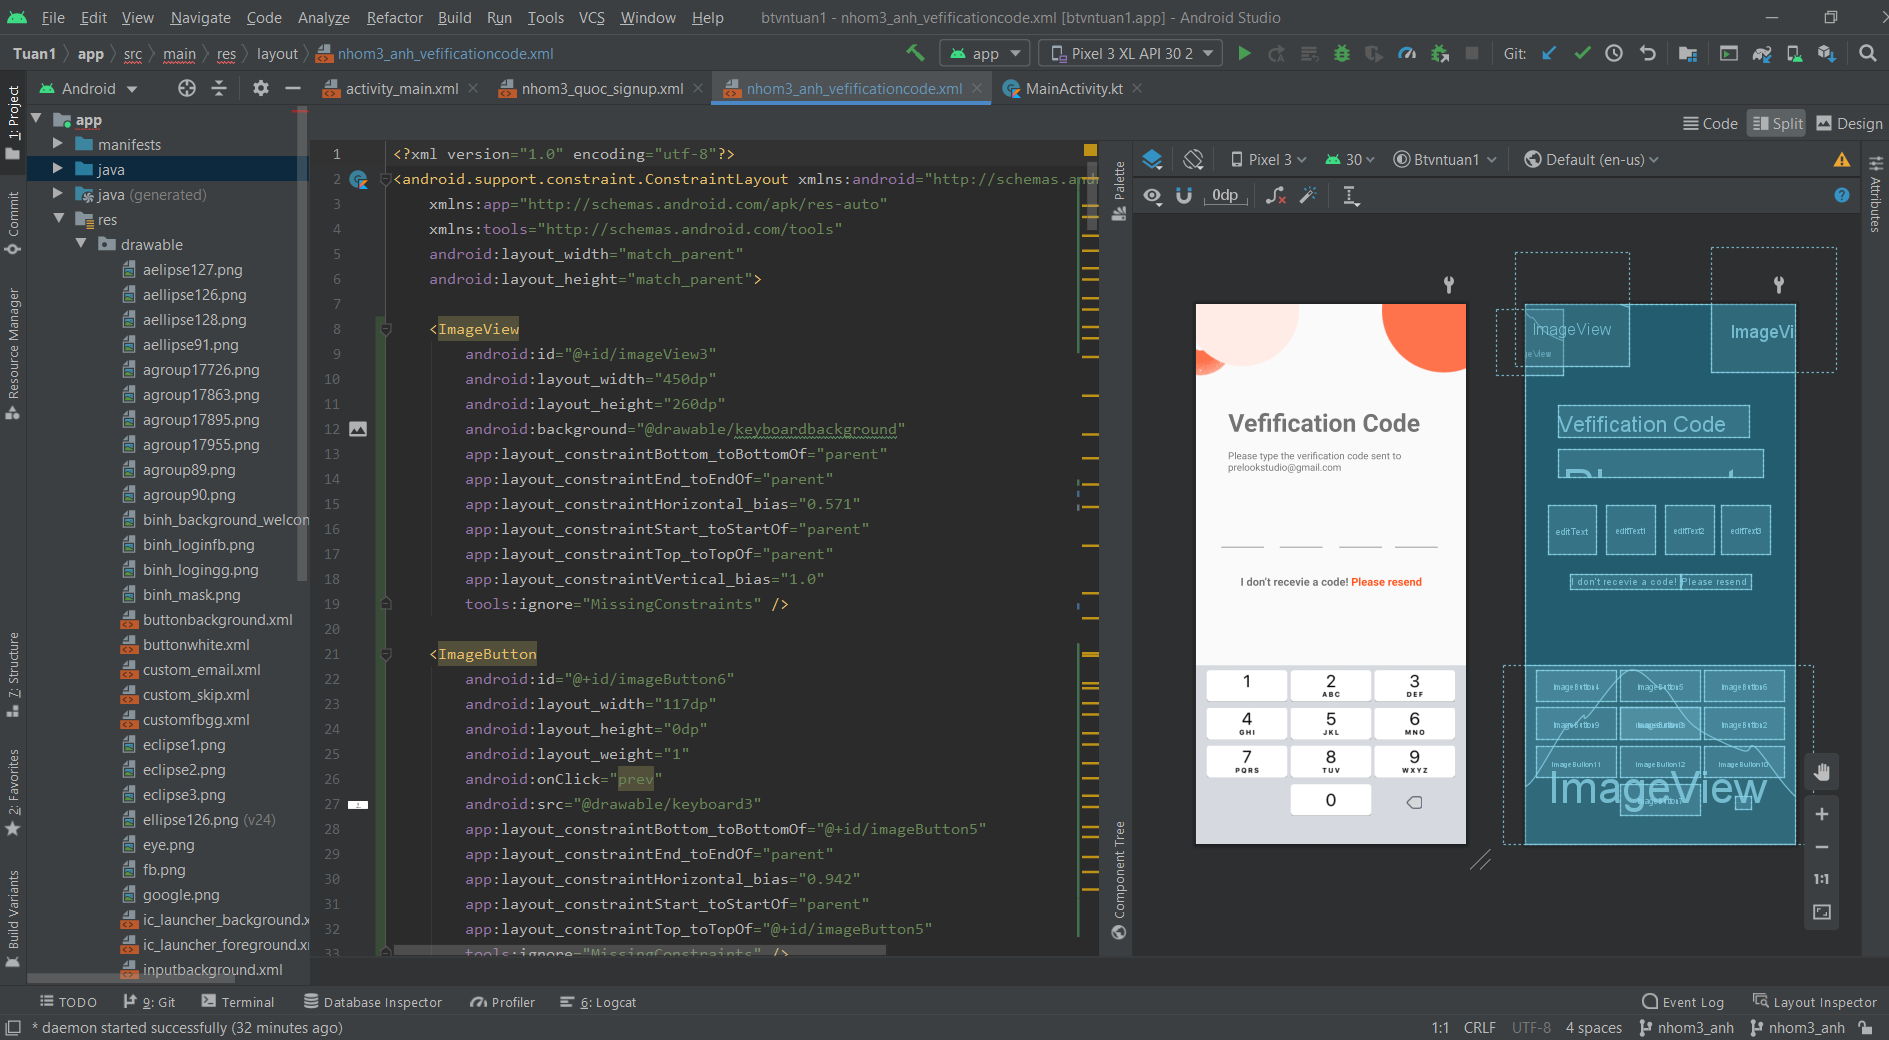 File Edit View Navigate Code Analyze Refactor Build Run Tools VCS Window Help btvntuan1 - nhom3_anh_vefificationcode.xml [btvntuan1.app] - Android Studio
Tuan1 app src main res layout nhom3_anh_vefificationcode.xml app Pixel 3 XL API 30 2 Git:
Android activity_main.xml nhom3_quoc_signup.xml nhom3_anh_vefificationcode.xml MainActivity.kt
Code Split Design
1: Project
Commit
Resource Manager
7: Structure
2: Favorites
Build Variants
app
manifests
java
java (generated)
res
drawable
aelipse127.png
aellipse126.png
aellipse128.png
aellipse91.png
agroup17726.png
agroup17863.png
agroup17895.png
agroup17955.png
agroup89.png
agroup90.png
binh_background_welcon
binh_loginfb.png
binh_logingg.png
binh_mask.png
buttonbackground.xml
buttonwhite.xml
custom_email.xml
custom_skip.xml
customfbgg.xml
eclipse1.png
eclipse2.png
eclipse3.png
ellipse126.png (v24)
eye.png
fb.png
google.png
ic_launcher_background.x
ic_launcher_foreground.x
inputbackground.xml
1 <?xml version="1.0" encoding="utf-8"?>
2 <android.support.constraint.ConstraintLayout xmlns:android="http://schemas.and
3 xmlns:app="http://schemas.android.com/apk/res-auto"
4 xmlns:tools="http://schemas.android.com/tools"
5 android:layout_width="match_parent"
6 android:layout_height="match_parent">
7
8 <ImageView
9 android:id="@+id/imageView3"
10 android:layout_width="450dp"
11 android:layout_height="260dp"
12 android:background="@drawable/keyboardbackground"
13 app:layout_constraintBottom_toBottomOf="parent"
14 app:layout_constraintEnd_toEndOf="parent"
15 app:layout_constraintHorizontal_bias="0.571"
16 app:layout_constraintStart_toStartOf="parent"
17 app:layout_constraintTop_toTopOf="parent"
18 app:layout_constraintVertical_bias="1.0"
19 tools:ignore="MissingConstraints" />
20
21 <ImageButton
22 android:id="@+id/imageButton6"
23 android:layout_width="117dp"
24 android:layout_height="0dp"
25 android:layout_weight="1"
26 android:onClick="prev"
27 android:src="@drawable/keyboard3"
28 app:layout_constraintBottom_toBottomOf="@+id/imageButton5"
29 app:layout_constraintEnd_toEndOf="parent"
30 app:layout_constraintHorizontal_bias="0.942"
31 app:layout_constraintStart_toStartOf="parent"
32 app:layout_constraintTop_toTopOf="@+id/imageButton5"
33 tools:ignore="MissingConstraints" />
Palette
Component Tree
Pixel 3 30 Btvntuan1 Default (en-us)
0dp
Attributes
Vefification Code
Please type the verification code sent to
prelookstudio@gmail.com
I don't recevie a code! Please resend
1 2 ABC 3 DEF
4 GHI 5 JKL 6 MNO
7 PQRS 8 TUV 9 WXYZ
0
ImageView ImageVi
geView
Vefification Code
editText editText1 editText2 editText3
I don't recevie a code! Please resend
ImageButton4 ImageButton5 ImageButton6
ImageButton9 ImageButton2
ImageButton11 ImageButton12 ImageButton10
ImageView
1:1
TODO 9: Git Terminal Database Inspector Profiler 6: Logcat Event Log Layout Inspector
* daemon started successfully (32 minutes ago) 1:1 CRLF UTF-8 4 spaces nhom3_anh nhom3_anh